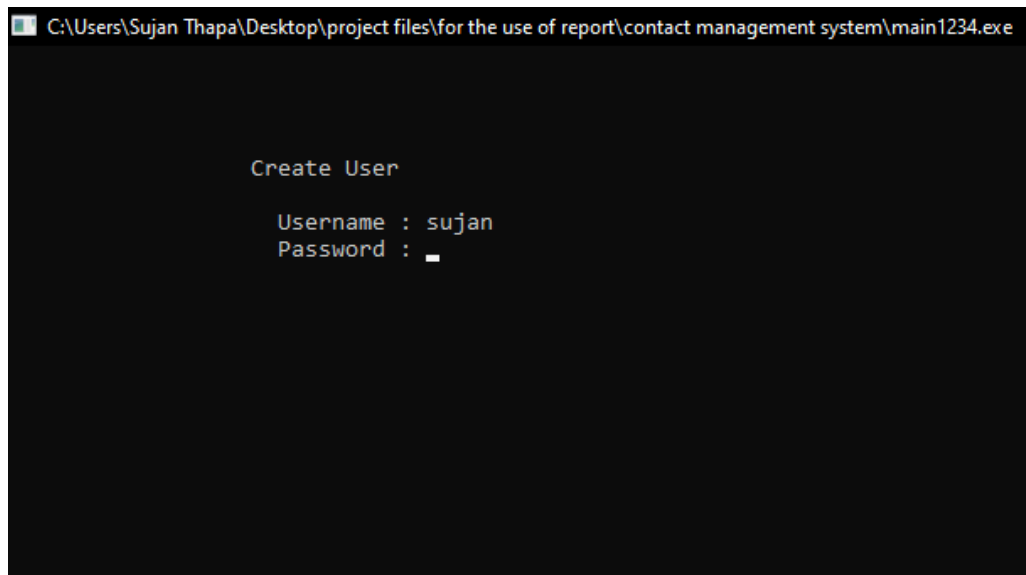 C:\Users\Sujan Thapa\Desktop\project files\for the use of report\contact management system\main1234.exe
Create User
Username : sujan
Password :